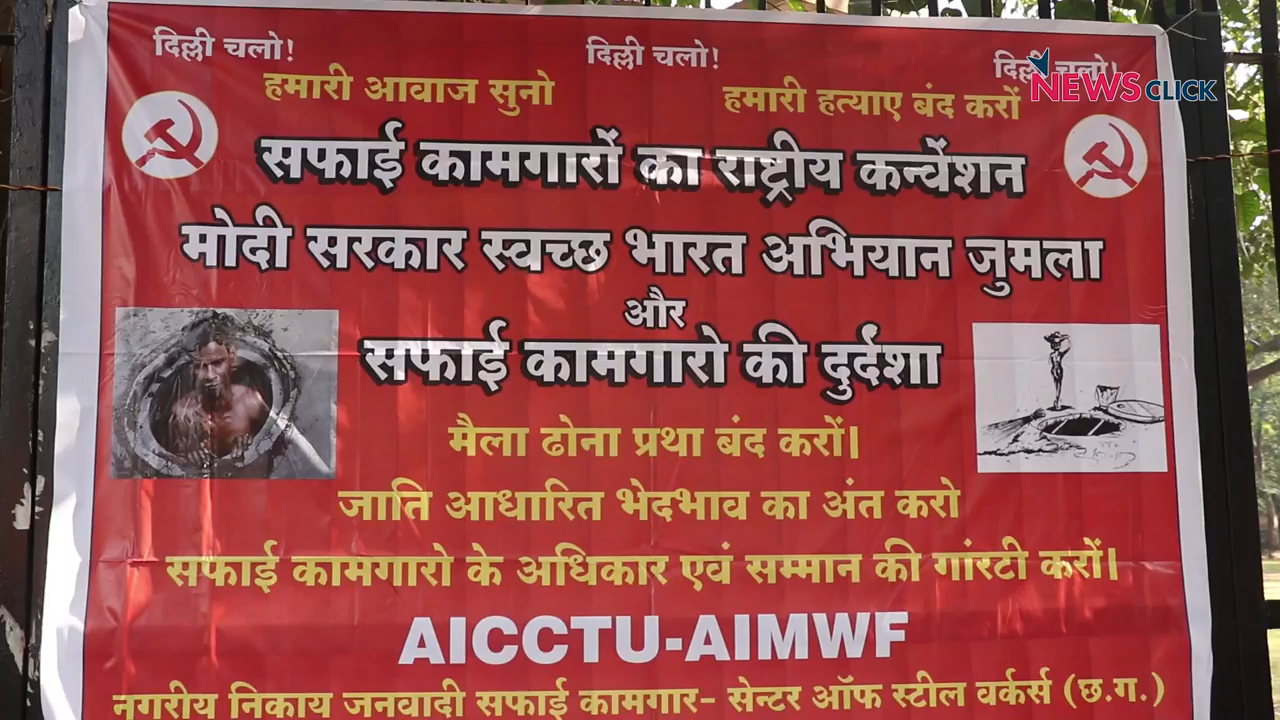 दिल्ली चलो! दिल्ली चलो! दिल्ली चलो!
NEWSCLICK
हमारी आवाज सुनो हमारी हत्याए बंद करों
सफाई कामगारों का राष्ट्रीय कन्वेंशन
मोदी सरकार स्वच्छ भारत अभियान जुमला
और
सफाई कामगारो की दुर्दशा
मैला ढोना प्रथा बंद करों।
जाति आधारित भेदभाव का अंत करो
सफाई कामगारो के अधिकार एवं सम्मान की गांरटी करों।
AICCTU-AIMWF
नगरीय निकाय जनवादी सफाई कामगार- सेन्टर ऑफ स्टील वर्कर्स (छ.ग.)